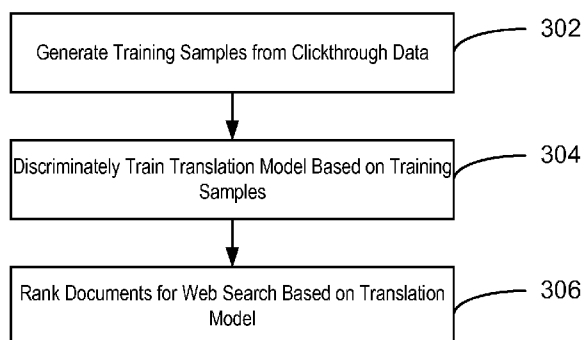 Generate Training Samples from Clickthrough Data
302
Discriminately Train Translation Model Based on Training
Samples
304
Rank Documents for Web Search Based on Translation
Model
306